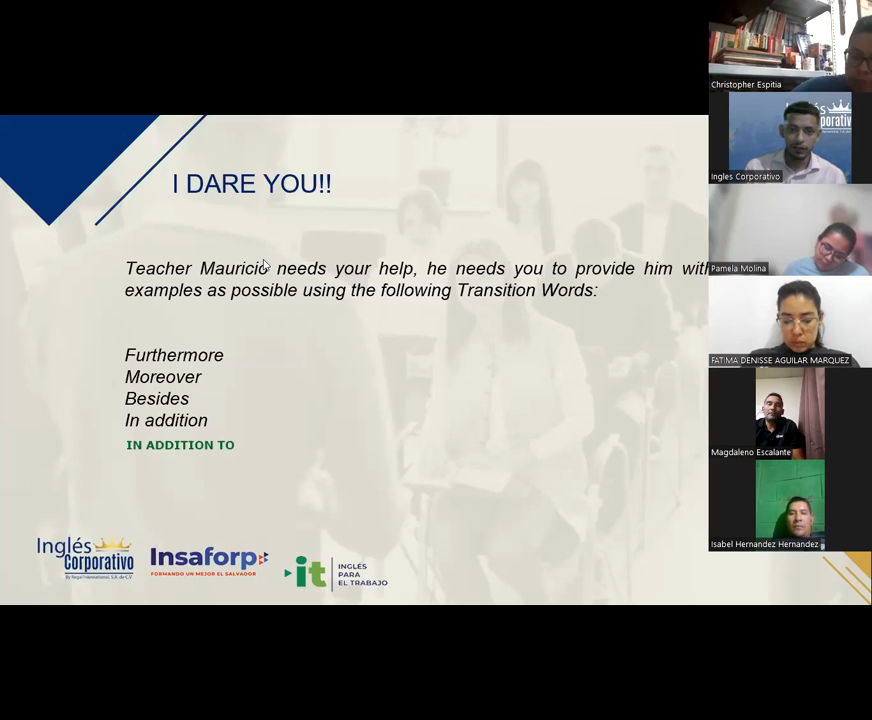 I DARE YOU!!
Teacher Mauricio needs your help, he needs you to provide him with
examples as possible using the following Transition Words:
Furthermore
Moreover
Besides
In addition
IN ADDITION TO
Inglés
Corporativo
Insaforp
FORMANDO UN MEJOR EL SALVADOR
it
INGLÉS
PARA
EL TRABAJO
Christopher Espitia
Ingles Corporativo
Pamela Molina
FATIMA DENISSE AGUILAR MARQUEZ
Magdaleno Escalante
Isabel Hernandez Hernandez